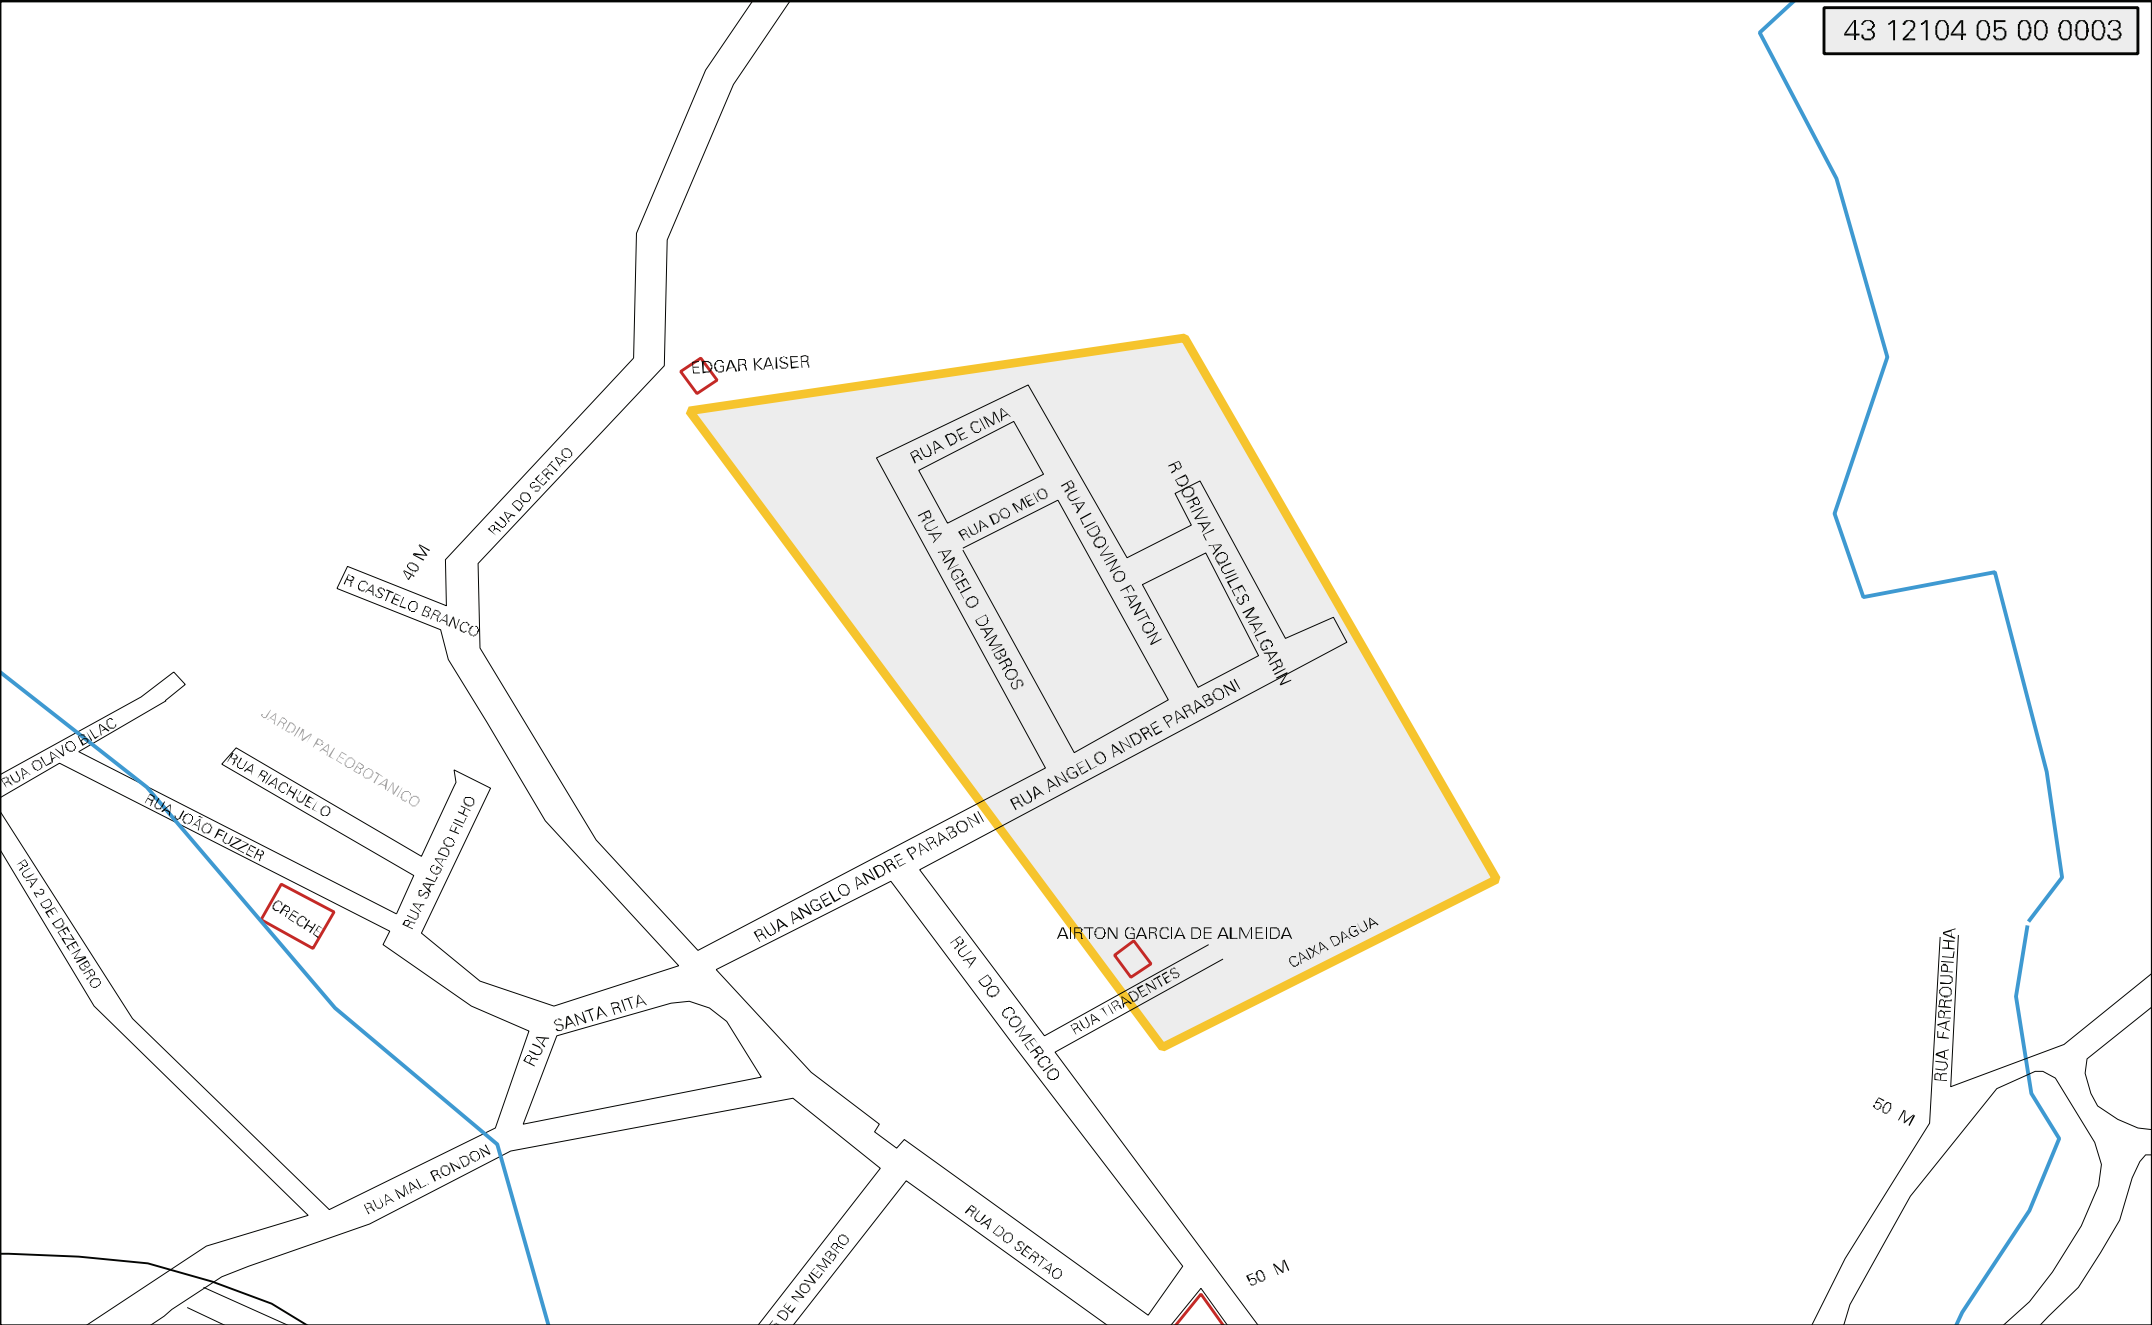 43 12104 05 00 0003
EDGAR KAISER
RUA DE CIMA
RUA DO SERTAO
RUA DO MEIO
R DORIVAL AQUILES MALGARIN
RUA LIDOVINO FANTON
RUA ANGELO DAMBROS
40 M
R CASTELO BRANCO
RUA ANGELO ANDRE PARABONI
RUA OLAVO BILAC
JARDIM PALEOBOTANICO
RUA RIACHUELO
RUA JOÃO FUZZER
RUA SALGADO FILHO
RUA ANGELO ANDRE PARABONI
RUA 2 DE DEZEMBRO
CRECHE
AIRTON GARCIA DE ALMEIDA
CAIXA DAGUA
RUA DO COMERCIO
RUA TIRADENTES
RUA FARROUPILHA
RUA SANTA RITA
50 M
RUA MAL. RONDON
RUA DO SERTAO
DE NOVEMBRO
50 M